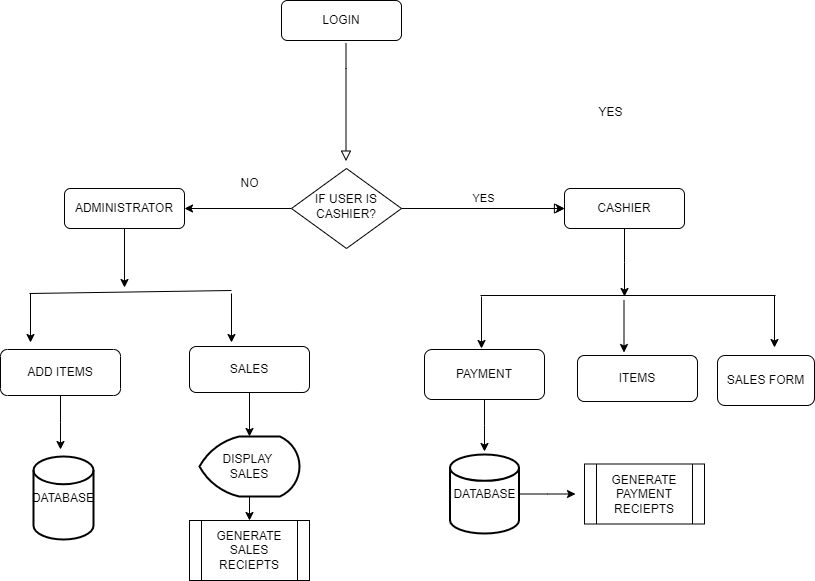 LOGIN
YES
NO
IF USER IS
CASHIER?
YES
ADMINISTRATOR
CASHIER
ADD ITEMS
SALES
PAYMENT
ITEMS
SALES FORM
DISPLAY
SALES
DATABASE
DATABASE
GENERATE
PAYMENT
RECIEPTS
GENERATE
SALES
RECIEPTS